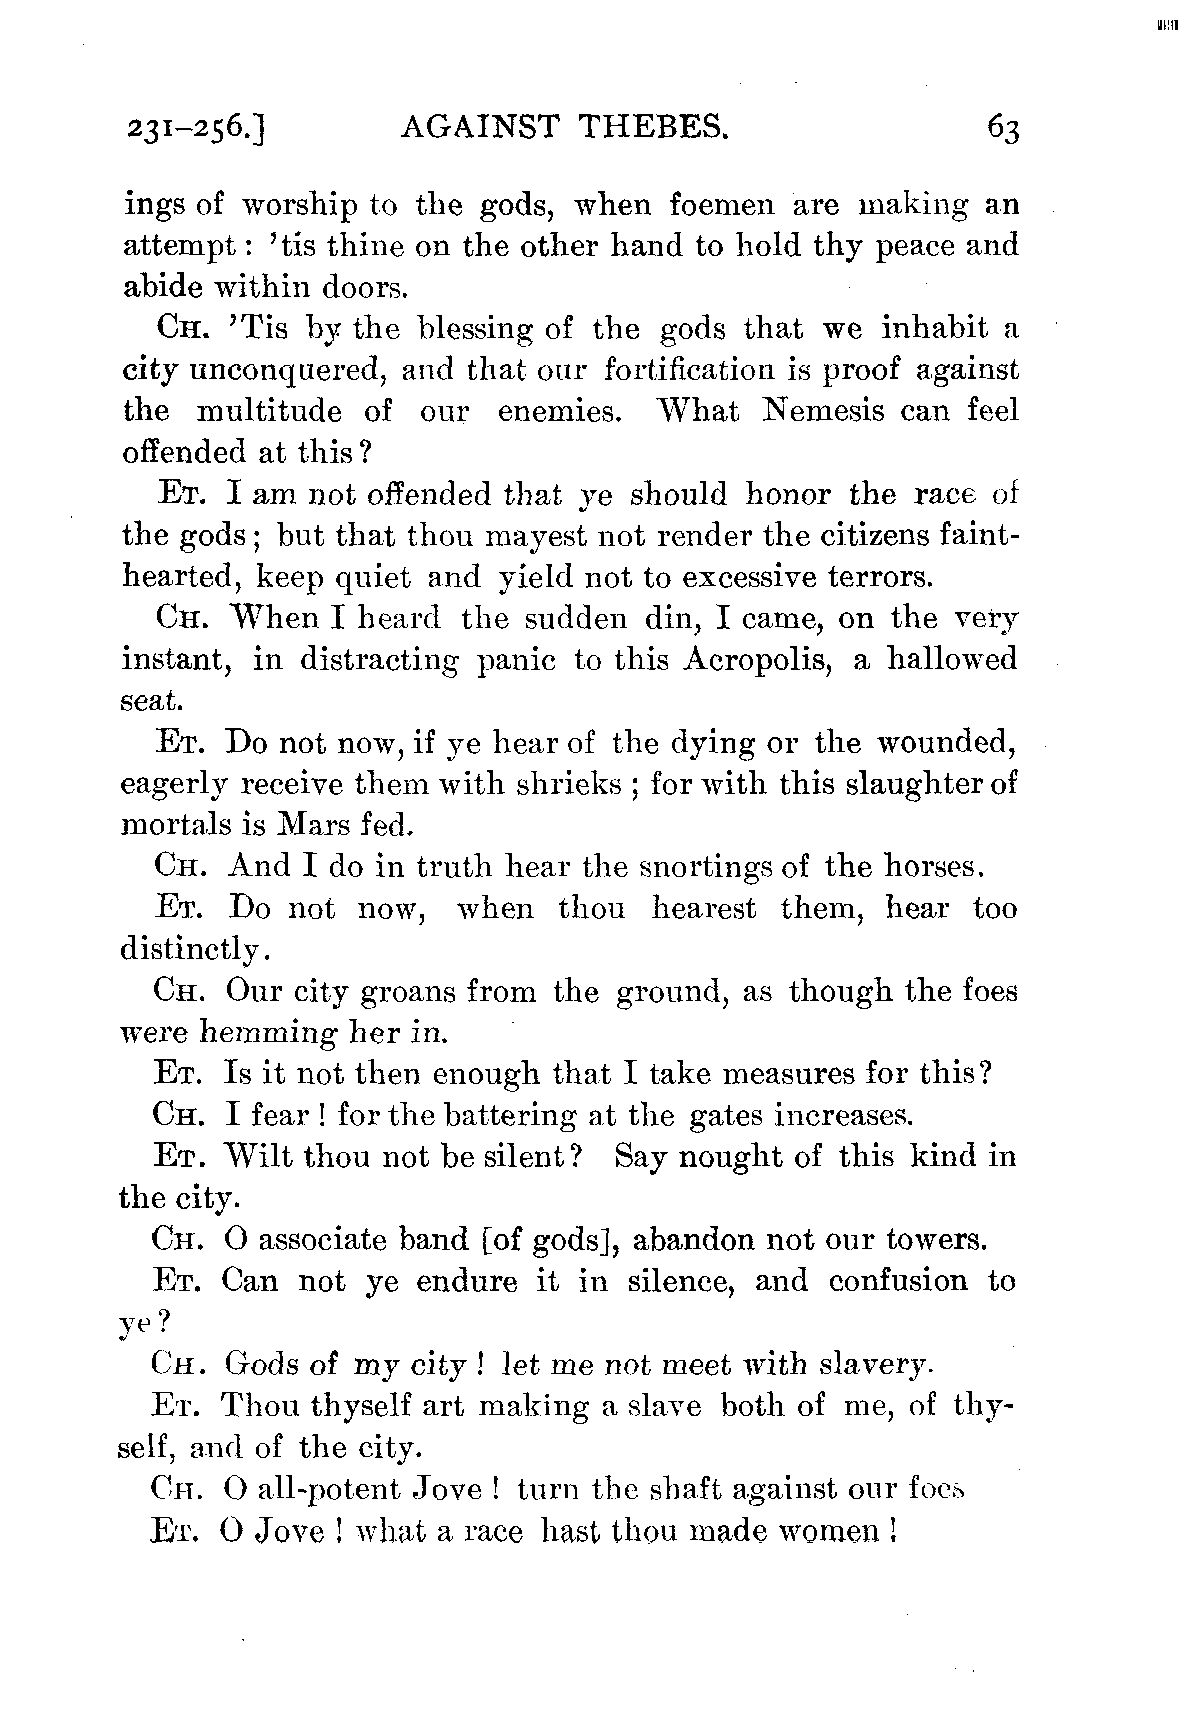 231–256.] AGAINST THEBES. 63
ings of worship to the gods, when foemen are making an
attempt : ’tis thine on the other hand to hold thy peace and
abide within doors.
CH. ’Tis by the blessing of the gods that we inhabit a
city unconquered, and that our fortification is proof against
the multitude of our enemies. What Nemesis can feel
offended at this ?
ET. I am not offended that ye should honor the race of
the gods ; but that thou mayest not render the citizens faint-
hearted, keep quiet and yield not to excessive terrors.
CH. When I heard the sudden din, I came, on the very
instant, in distracting panic to this Acropolis, a hallowed
seat.
ET. Do not now, if ye hear of the dying or the wounded,
eagerly receive them with shrieks ; for with this slaughter of
mortals is Mars fed.
CH. And I do in truth hear the snortings of the horses.
ET. Do not now, when thou hearest them, hear too
distinctly.
CH. Our city groans from the ground, as though the foes
were hemming her in.
ET. Is it not then enough that I take measures for this?
CH. I fear ! for the battering at the gates increases.
ET. Wilt thou not be silent? Say nought of this kind in
the city.
CH. O associate band [of gods], abandon not our towers.
ET. Can not ye endure it in silence, and confusion to
ye ?
CH. Gods of my city ! let me not meet with slavery.
ET. Thou thyself art making a slave both of me, of thy-
self, and of the city.
CH. O all-potent Jove ! turn the shaft against our foes
ET. O Jove ! what a race hast thou made women !